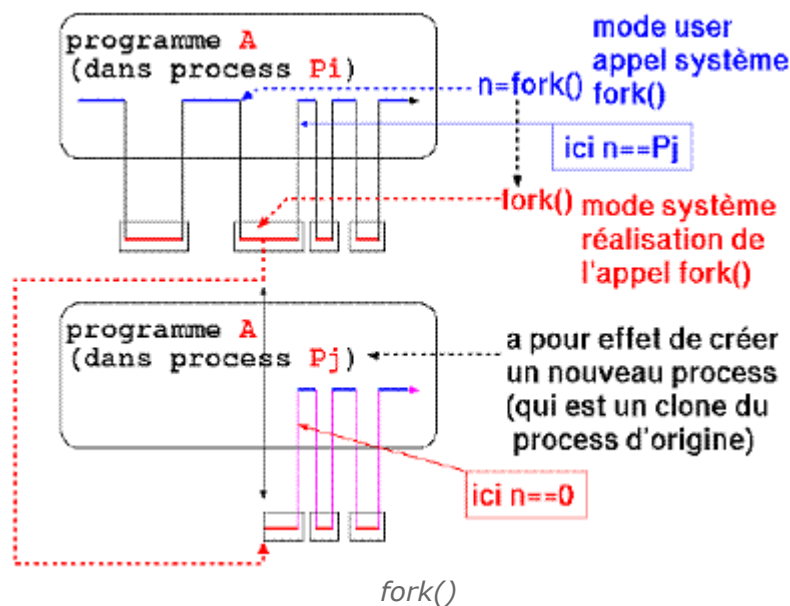 programme A
(dans process Pi)
mode user
appel système
fork()
n=fork()
ici n==Pj
fork()
mode système
réalisation de
l'appel fork()
programme A
(dans process Pj)
a pour effet de créer
un nouveau process
(qui est un clone du
process d'origine)
ici n==0
fork()